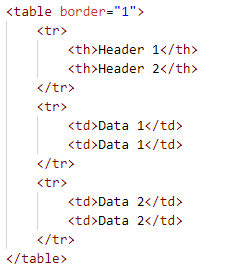 <table border="1">
    <tr>
        <th>Header 1</th>
        <th>Header 2</th>
    </tr>
    <tr>
        <td>Data 1</td>
        <td>Data 1</td>
    </tr>
    <tr>
        <td>Data 2</td>
        <td>Data 2</td>
    </tr>
</table>